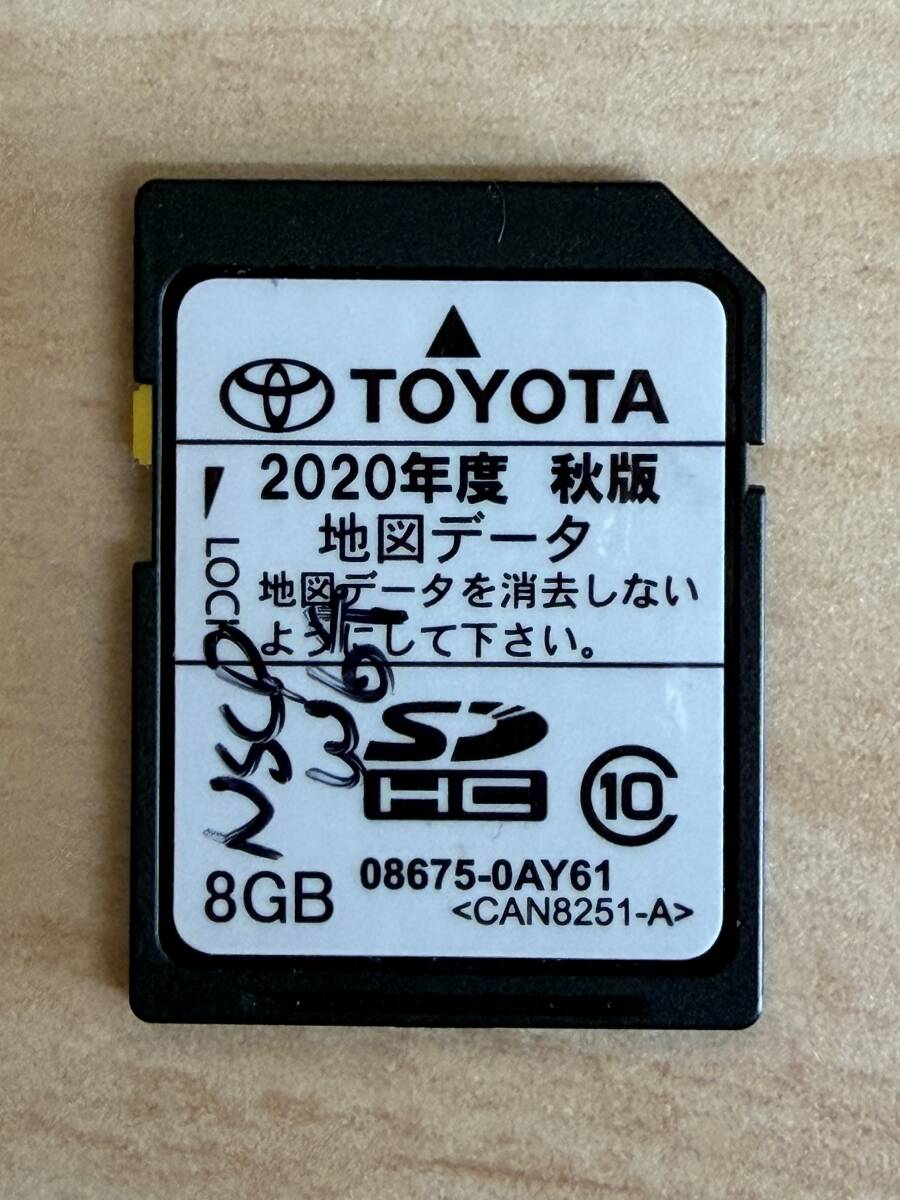 TOYOTA
2020年度 秋版
地図データ
LOCK
地図データを消去しない
ようにして下さい。
NSCD
W64
SD
HC
10
8GB
08675-0AY61
<CAN8251-A>